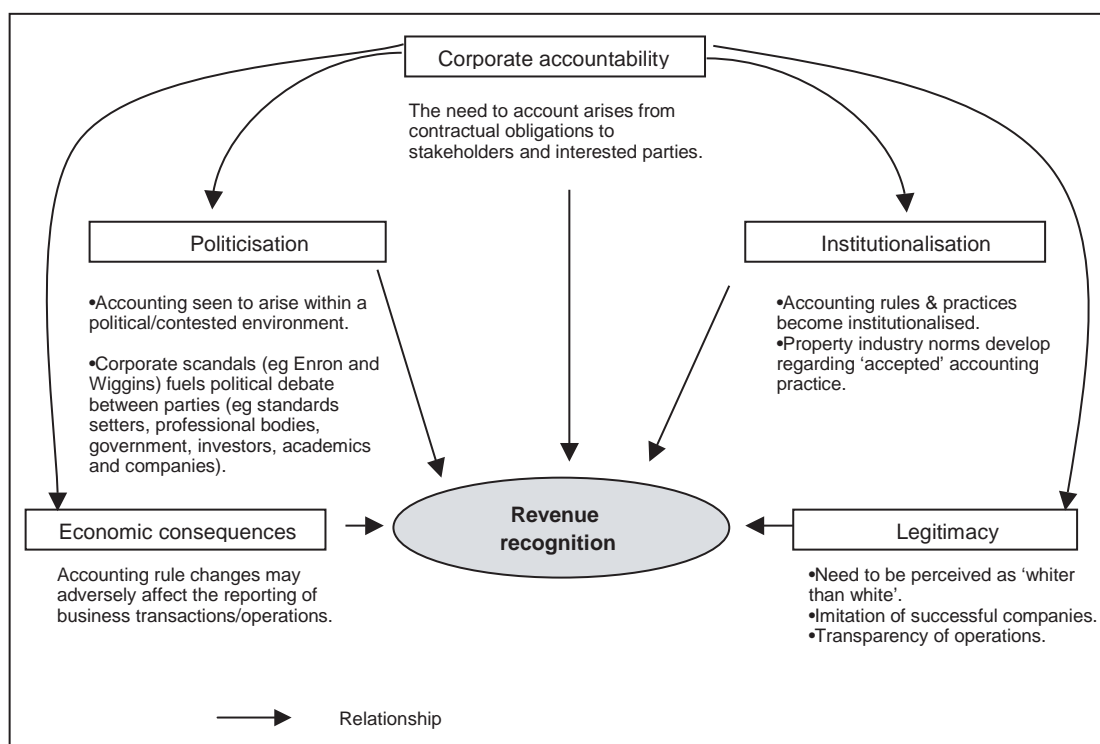 Corporate accountability
The need to account arises from
contractual obligations to
stakeholders and interested parties.
Politicisation
•Accounting seen to arise within a
political/contested environment.
•Corporate scandals (eg Enron and
Wiggins) fuels political debate
between parties (eg standards
setters, professional bodies,
government, investors, academics
and companies).
Institutionalisation
•Accounting rules & practices
become institutionalised.
•Property industry norms develop
regarding ‘accepted’ accounting
practice.
Economic consequences
Accounting rule changes may
adversely affect the reporting of
business transactions/operations.
Revenue
recognition
Legitimacy
•Need to be perceived as ‘whiter
than white’.
•Imitation of successful companies.
•Transparency of operations.
Relationship